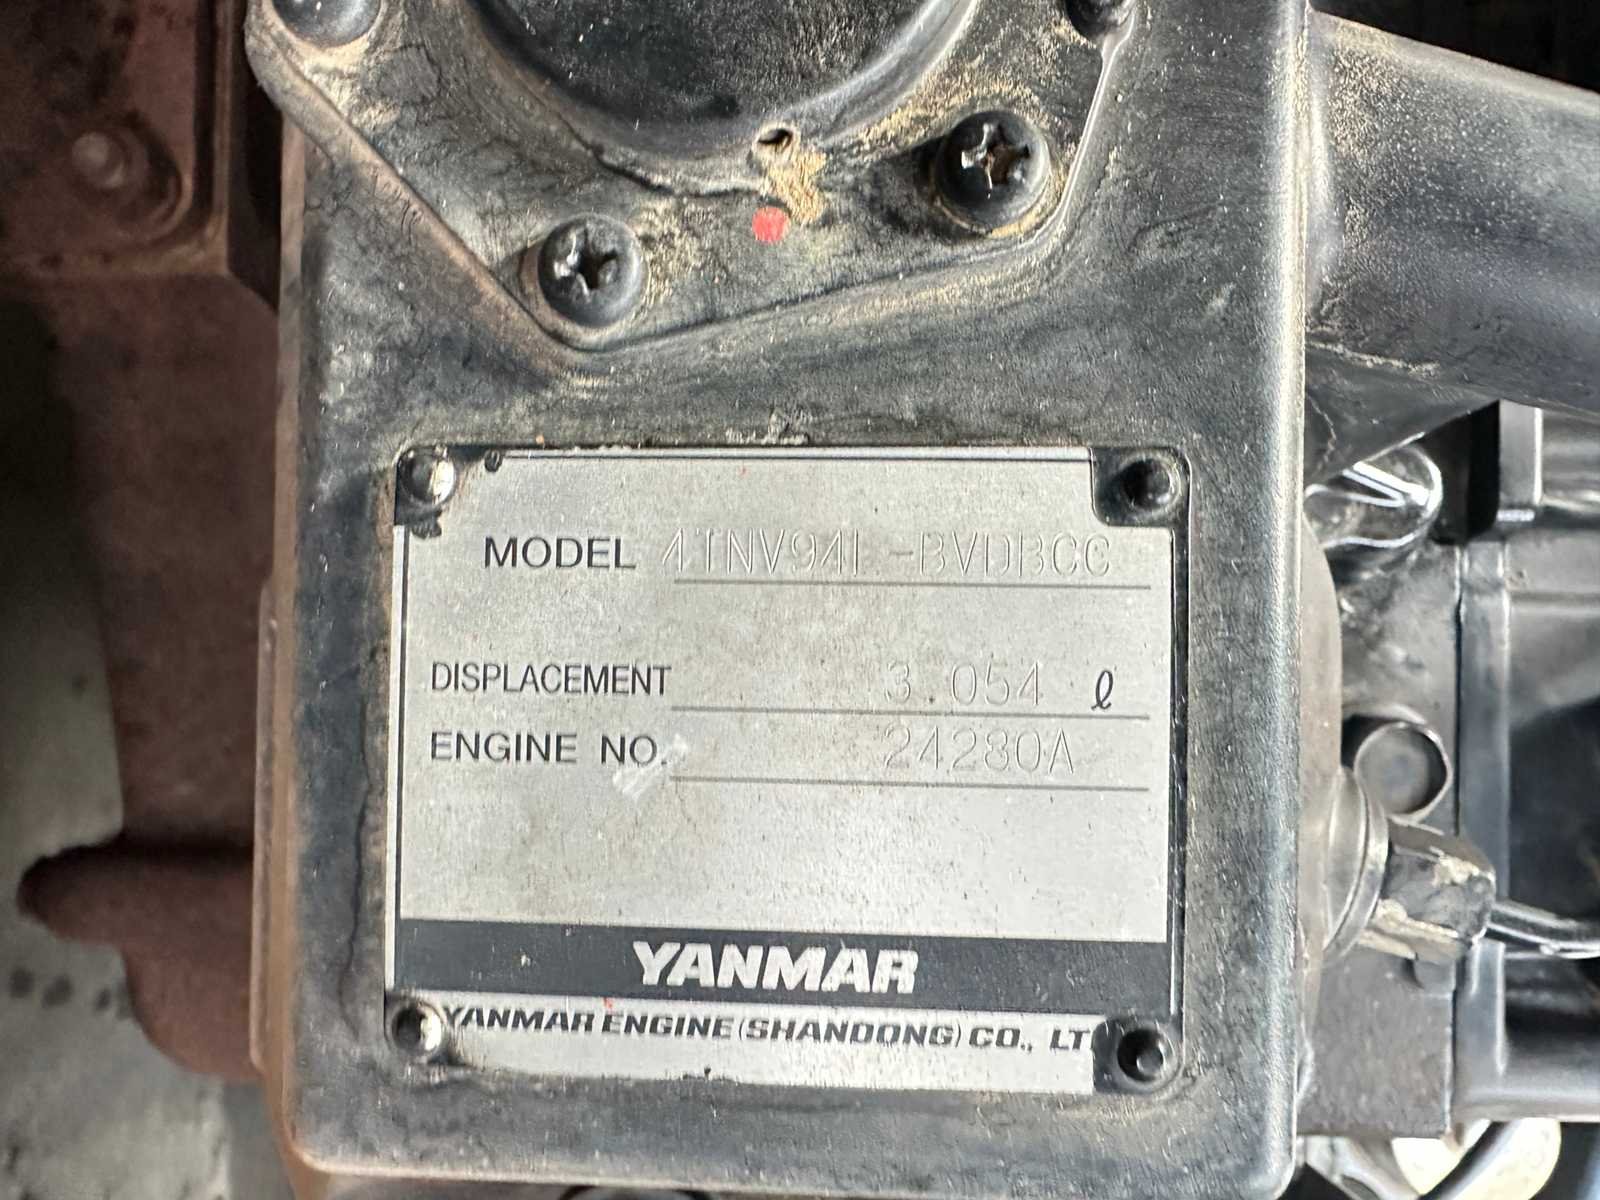 MODEL 4TNV94L-BVDBCC
DISPLACEMENT 3.054 ℓ
ENGINE NO. 24280A
YANMAR
YANMAR ENGINE (SHANDONG) CO., LT